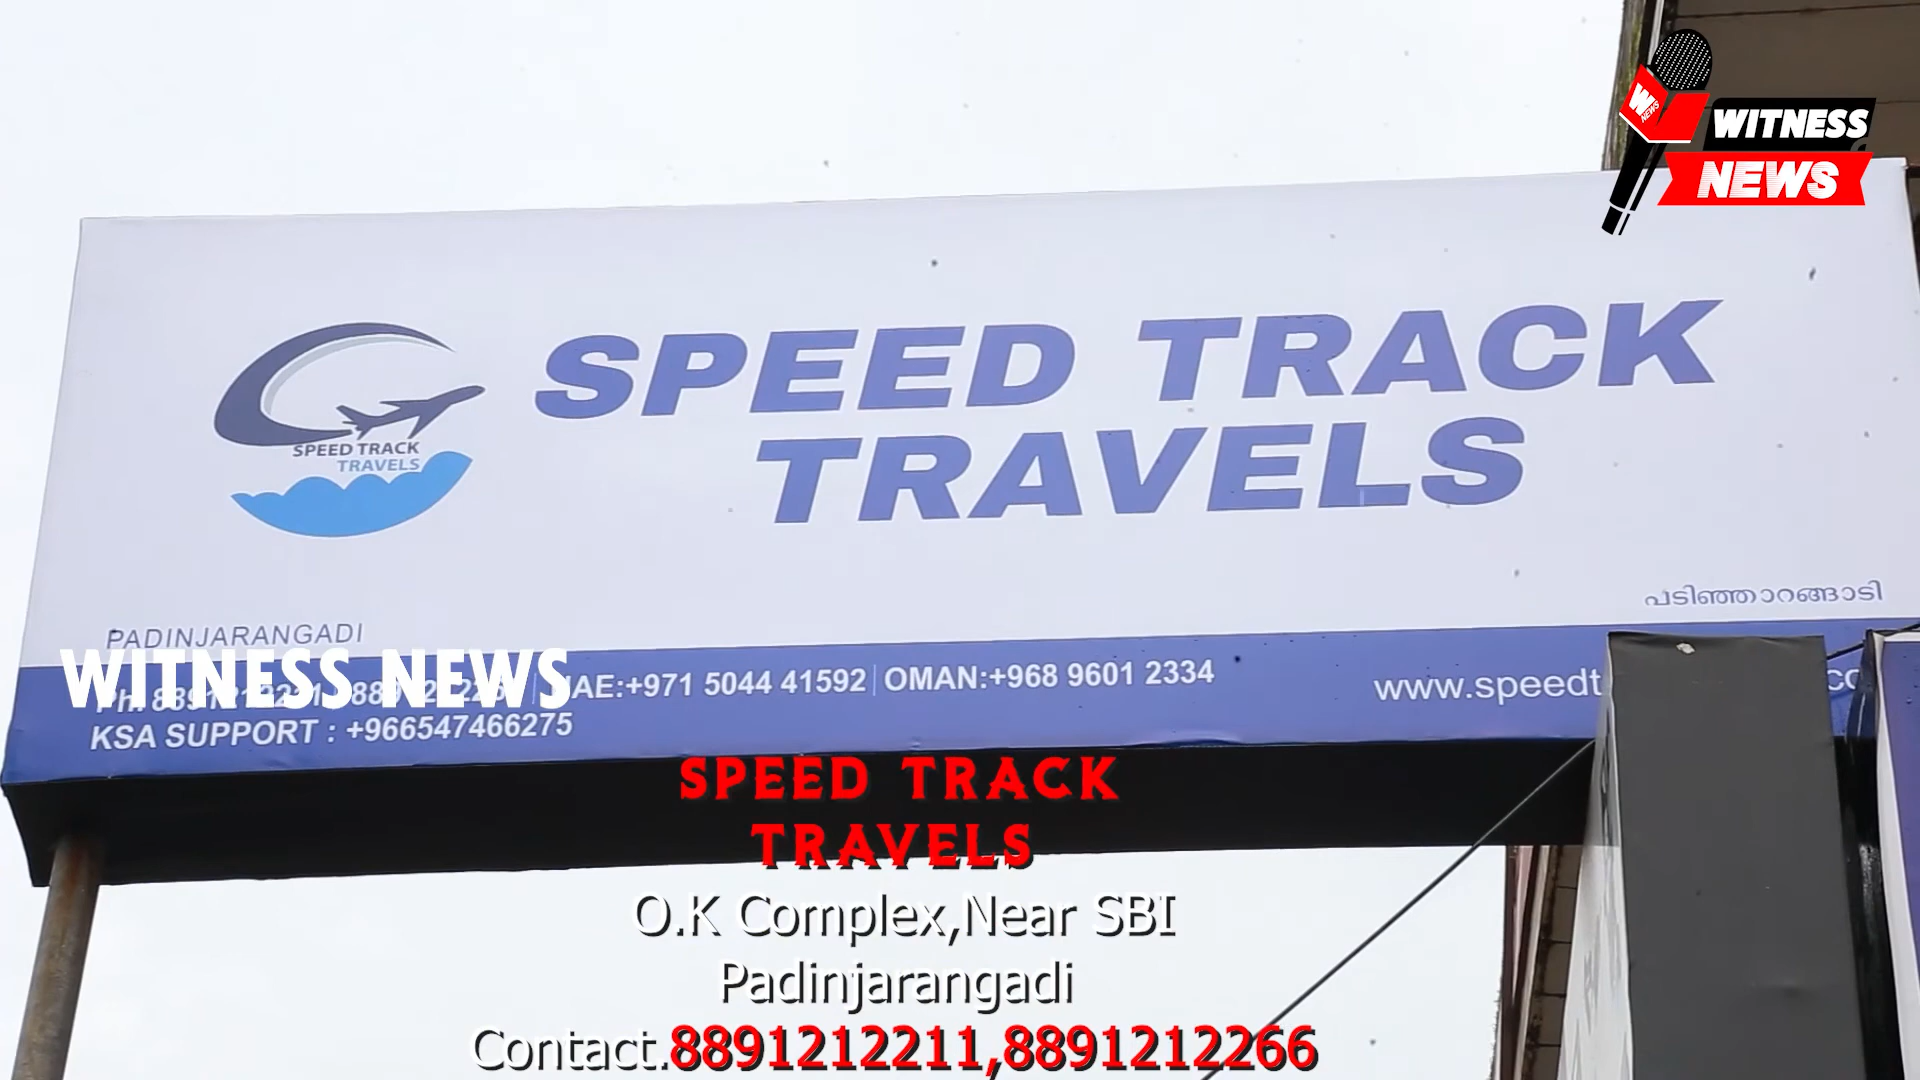 WITNESS
NEWS
W
NEWS
SPEED TRACK
TRAVELS
SPEED TRACK
TRAVELS
PADINJARANGADI
പടിഞ്ഞാറങ്ങാടി
WITNESS NEWS
UAE:+971 5044 41592 | OMAN:+968 9601 2334
KSA SUPPORT : +966547466275
SPEED TRACK
TRAVELS
O.K Complex,Near SBI
Padinjarangadi
Contact.8891212211,8891212266